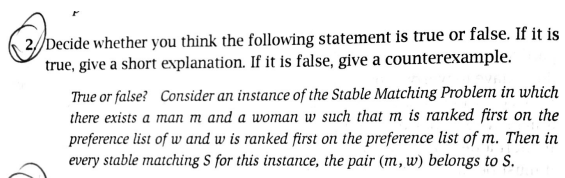 2. Decide whether you think the following statement is true or false. If it is
true, give a short explanation. If it is false, give a counterexample.
True or false? Consider an instance of the Stable Matching Problem in which
there exists a man m and a woman w such that m is ranked first on the
preference list of w and w is ranked first on the preference list of m. Then in
every stable matching S for this instance, the pair (m, w) belongs to S.